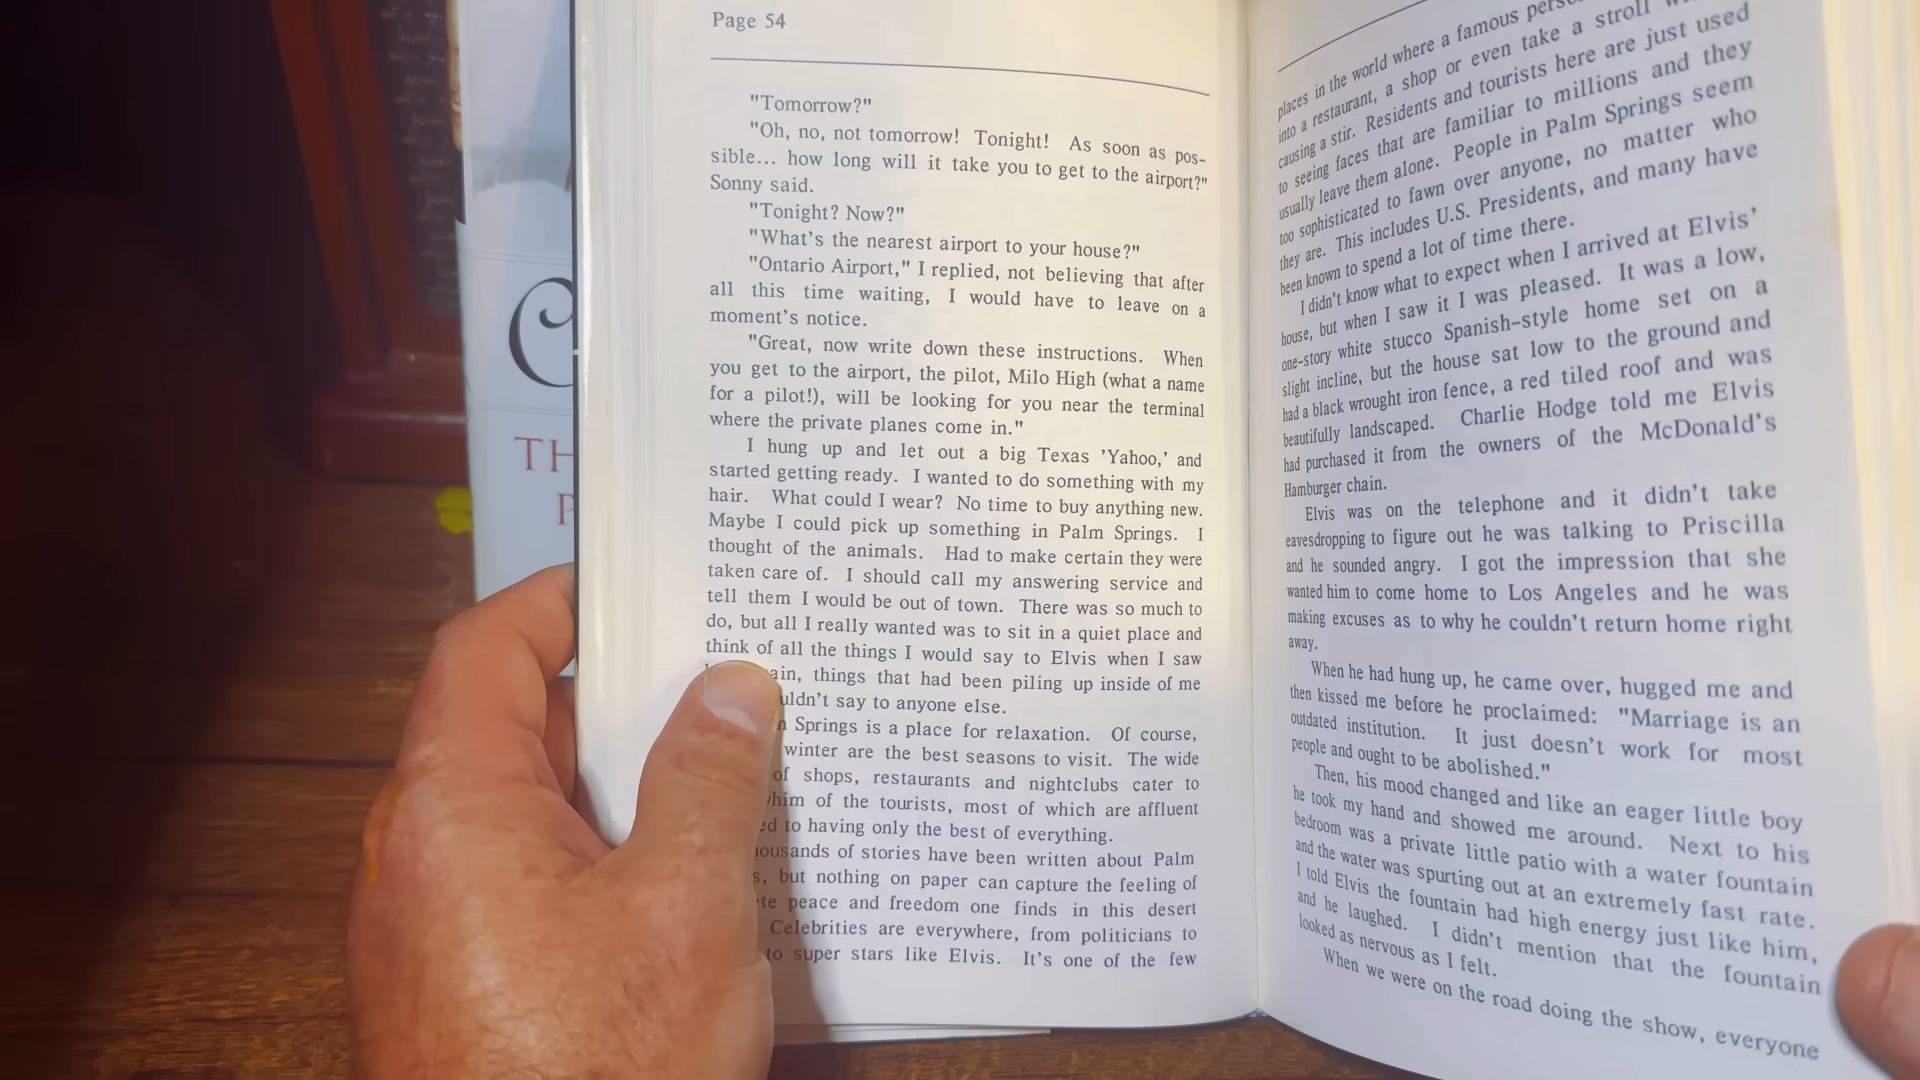 Page 54
"Tomorrow?"
"Oh, no, not tomorrow! Tonight! As soon as pos-
sible... how long will it take you to get to the airport?"
Sonny said.
"Tonight? Now?"
"What's the nearest airport to your house?"
"Ontario Airport," I replied, not believing that after
all this time waiting, I would have to leave on a
moment's notice.
"Great, now write down these instructions. When
you get to the airport, the pilot, Milo High (what a name
for a pilot!), will be looking for you near the terminal
where the private planes come in."
I hung up and let out a big Texas 'Yahoo,' and
started getting ready. I wanted to do something with my
hair. What could I wear? No time to buy anything new.
Maybe I could pick up something in Palm Springs. I
thought of the animals. Had to make certain they were
taken care of. I should call my answering service and
tell them I would be out of town. There was so much to
do, but all I really wanted was to sit in a quiet place and
think of all the things I would say to Elvis when I saw
things that had been piling up inside of me
say to anyone else.
Springs is a place for relaxation. Of course,
winter are the best seasons to visit. The wide
of shops, restaurants and nightclubs cater to
of the tourists, most of which are affluent
to having only the best of everything.
of stories have been written about Palm
but nothing on paper can capture the feeling of
peace and freedom one finds in this desert
Celebrities are everywhere, from politicians to
to super stars like Elvis. It's one of the few
places in the world where a famous
into a restaurant, a shop or even take a stroll
causing a stir. Residents and tourists here are just used
to seeing faces that are familiar to millions and they
usually leave them alone. People in Palm Springs seem
too sophisticated to fawn over anyone, no matter who
they are. This includes U.S. Presidents, and many have
been known to spend a lot of time there.
I didn't know what to expect when I arrived at Elvis'
house, but when I saw it I was pleased. It was a low,
one-story white stucco Spanish-style home set on a
slight incline, but the house sat low to the ground and
had a black wrought iron fence, a red tiled roof and was
beautifully landscaped. Charlie Hodge told me Elvis
had purchased it from the owners of the McDonald's
Hamburger chain.
Elvis was on the telephone and it didn't take
eavesdropping to figure out he was talking to Priscilla
and he sounded angry. I got the impression that she
wanted him to come home to Los Angeles and he was
making excuses as to why he couldn't return home right
away.
When he had hung up, he came over, hugged me and
then kissed me before he proclaimed: "Marriage is an
outdated institution. It just doesn't work for most
people and ought to be abolished."
Then, his mood changed and like an eager little boy
he took my hand and showed me around. Next to his
bedroom was a private little patio with a water fountain
and the water was spurting out at an extremely fast rate.
I told Elvis the fountain had high energy just like him,
and he laughed. I didn't mention that the fountain
looked as nervous as I felt.
When we were on the road doing the show, everyone